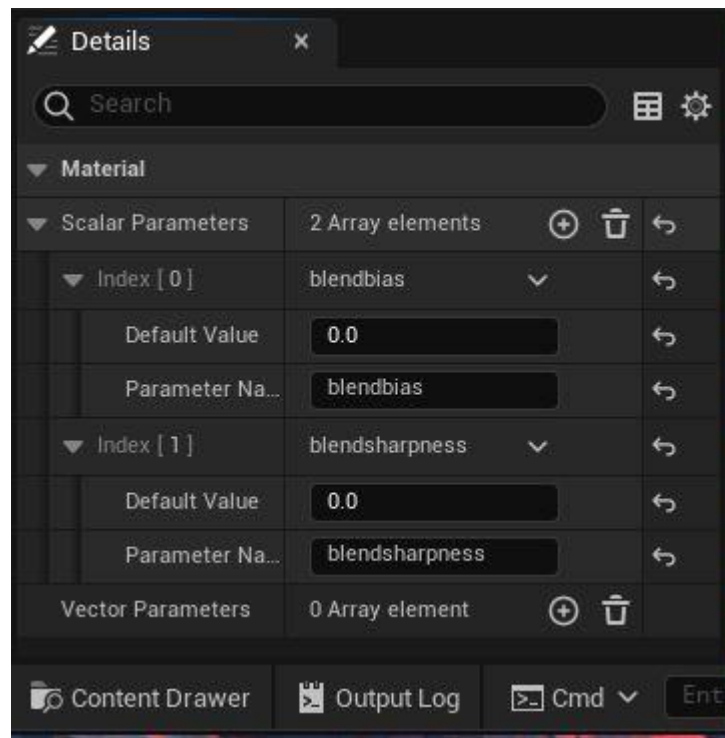 Details
Search
Material
Scalar Parameters 2 Array elements
Index [ 0 ] blendbias
Default Value 0.0
Parameter Na... blendbias
Index [ 1 ] blendsharpness
Default Value 0.0
Parameter Na... blendsharpness
Vector Parameters 0 Array element
Content Drawer Output Log Cmd Ent